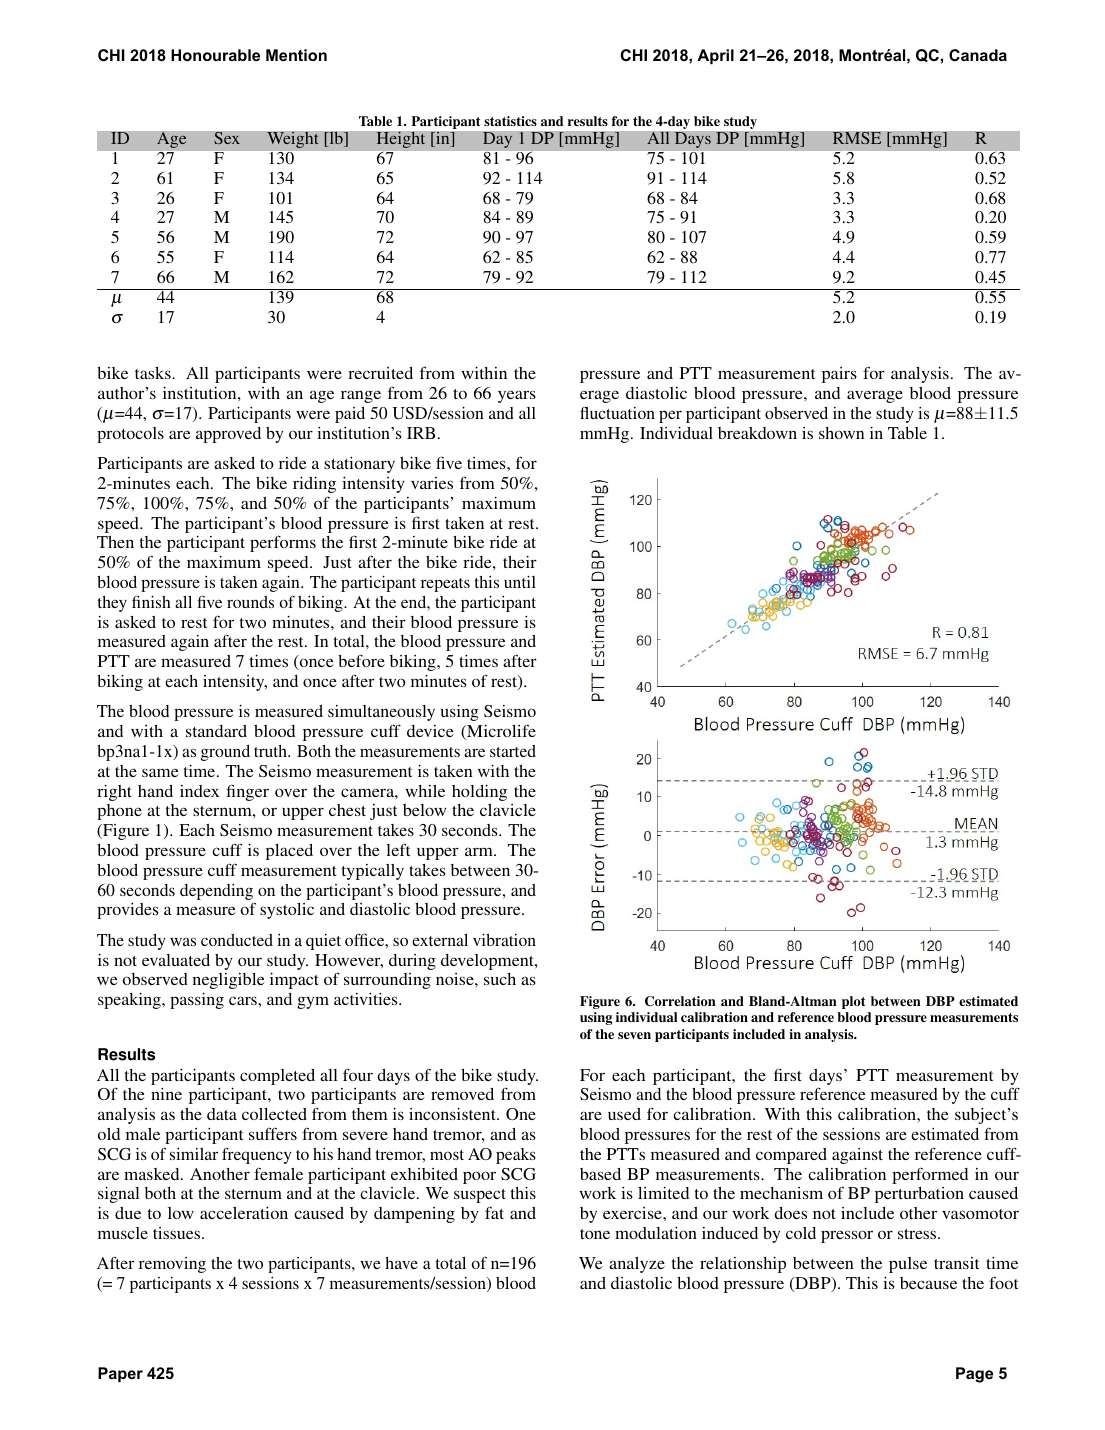 CHI 2018 Honourable Mention
CHI 2018, April 21–26, 2018, Montréal, QC, Canada
Table 1. Participant statistics and results for the 4-day bike study
ID Age Sex Weight [lb] Height [in] Day 1 DP [mmHg] All Days DP [mmHg] RMSE [mmHg] R
1 27 F 130 67 81 - 96 75 - 101 5.2 0.63
2 61 F 134 65 92 - 114 91 - 114 5.8 0.52
3 26 F 101 64 68 - 79 68 - 84 3.3 0.68
4 27 M 145 70 84 - 89 75 - 91 3.3 0.20
5 56 M 190 72 90 - 97 80 - 107 4.9 0.59
6 55 F 114 64 62 - 85 62 - 88 4.4 0.77
7 66 M 162 72 79 - 92 79 - 112 9.2 0.45
μ 44 139 68 5.2 0.55
σ 17 30 4 2.0 0.19
bike tasks. All participants were recruited from within the
author's institution, with an age range from 26 to 66 years
(μ=44, σ=17). Participants were paid 50 USD/session and all
protocols are approved by our institution's IRB.
Participants are asked to ride a stationary bike five times, for
2-minutes each. The bike riding intensity varies from 50%,
75%, 100%, 75%, and 50% of the participants' maximum
speed. The participant's blood pressure is first taken at rest.
Then the participant performs the first 2-minute bike ride at
50% of the maximum speed. Just after the bike ride, their
blood pressure is taken again. The participant repeats this until
they finish all five rounds of biking. At the end, the participant
is asked to rest for two minutes, and their blood pressure is
measured again after the rest. In total, the blood pressure and
PTT are measured 7 times (once before biking, 5 times after
biking at each intensity, and once after two minutes of rest).
The blood pressure is measured simultaneously using Seismo
and with a standard blood pressure cuff device (Microlife
bp3na1-1x) as ground truth. Both the measurements are started
at the same time. The Seismo measurement is taken with the
right hand index finger over the camera, while holding the
phone at the sternum, or upper chest just below the clavicle
(Figure 1). Each Seismo measurement takes 30 seconds. The
blood pressure cuff is placed over the left upper arm. The
blood pressure cuff measurement typically takes between 30-
60 seconds depending on the participant's blood pressure, and
provides a measure of systolic and diastolic blood pressure.
The study was conducted in a quiet office, so external vibration
is not evaluated by our study. However, during development,
we observed negligible impact of surrounding noise, such as
speaking, passing cars, and gym activities.
Results
All the participants completed all four days of the bike study.
Of the nine participant, two participants are removed from
analysis as the data collected from them is inconsistent. One
old male participant suffers from severe hand tremor, and as
SCG is of similar frequency to his hand tremor, most AO peaks
are masked. Another female participant exhibited poor SCG
signal both at the sternum and at the clavicle. We suspect this
is due to low acceleration caused by dampening by fat and
muscle tissues.
After removing the two participants, we have a total of n=196
(= 7 participants x 4 sessions x 7 measurements/session) blood
pressure and PTT measurement pairs for analysis. The av-
erage diastolic blood pressure, and average blood pressure
fluctuation per participant observed in the study is μ=88±11.5
mmHg. Individual breakdown is shown in Table 1.
PTT Estimated DBP (mmHg)
120
100
80
60
40
R = 0.81
RMSE = 6.7 mmHg
40 60 80 100 120 140
Blood Pressure Cuff DBP (mmHg)
DBP Error (mmHg)
20
10
0
-10
-20
+1.96 STD
-14.8 mmHg
MEAN
1.3 mmHg
-1.96 STD
-12.3 mmHg
40 60 80 100 120 140
Blood Pressure Cuff DBP (mmHg)
Figure 6. Correlation and Bland-Altman plot between DBP estimated
using individual calibration and reference blood pressure measurements
of the seven participants included in analysis.
For each participant, the first days' PTT measurement by
Seismo and the blood pressure reference measured by the cuff
are used for calibration. With this calibration, the subject's
blood pressures for the rest of the sessions are estimated from
the PTTs measured and compared against the reference cuff-
based BP measurements. The calibration performed in our
work is limited to the mechanism of BP perturbation caused
by exercise, and our work does not include other vasomotor
tone modulation induced by cold pressor or stress.
We analyze the relationship between the pulse transit time
and diastolic blood pressure (DBP). This is because the foot
Paper 425
Page 5